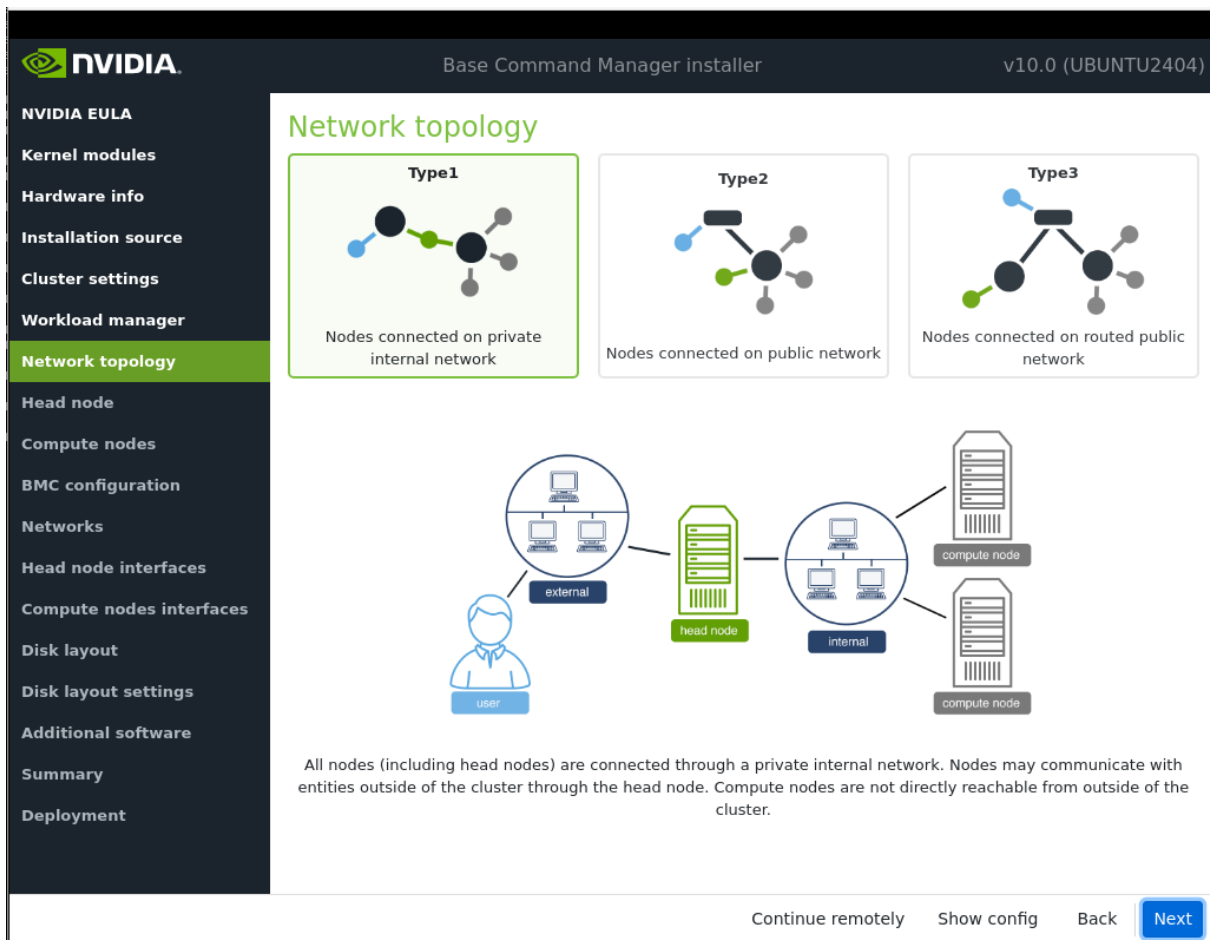 NVIDIA.
Base Command Manager installer
v10.0 (UBUNTU2404)
NVIDIA EULA
Kernel modules
Hardware info
Installation source
Cluster settings
Workload manager
Network topology
Head node
Compute nodes
BMC configuration
Networks
Head node interfaces
Compute nodes interfaces
Disk layout
Disk layout settings
Additional software
Summary
Deployment
Network topology
Type1
Nodes connected on private
internal network
Type2
Nodes connected on public network
Type3
Nodes connected on routed public
network
external
user
head node
internal
compute node
compute node
All nodes (including head nodes) are connected through a private internal network. Nodes may communicate with
entities outside of the cluster through the head node. Compute nodes are not directly reachable from outside of the
cluster.
Continue remotely
Show config
Back
Next